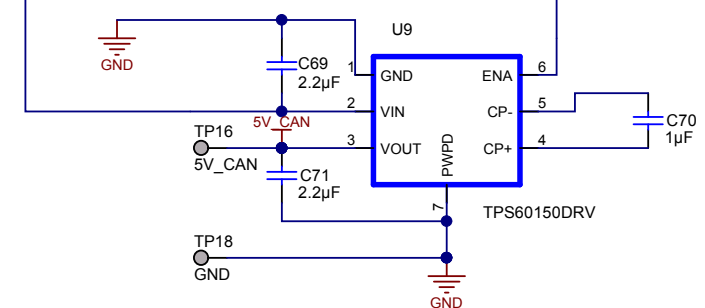 U9
GND
C69
2.2µF
1
GND
ENA
6
2
VIN
CP-
5
5V_CAN
TP16
3
VOUT
CP+
4
C70
1µF
5V_CAN
C71
2.2µF
PWPD
7
TPS60150DRV
TP18
GND
GND